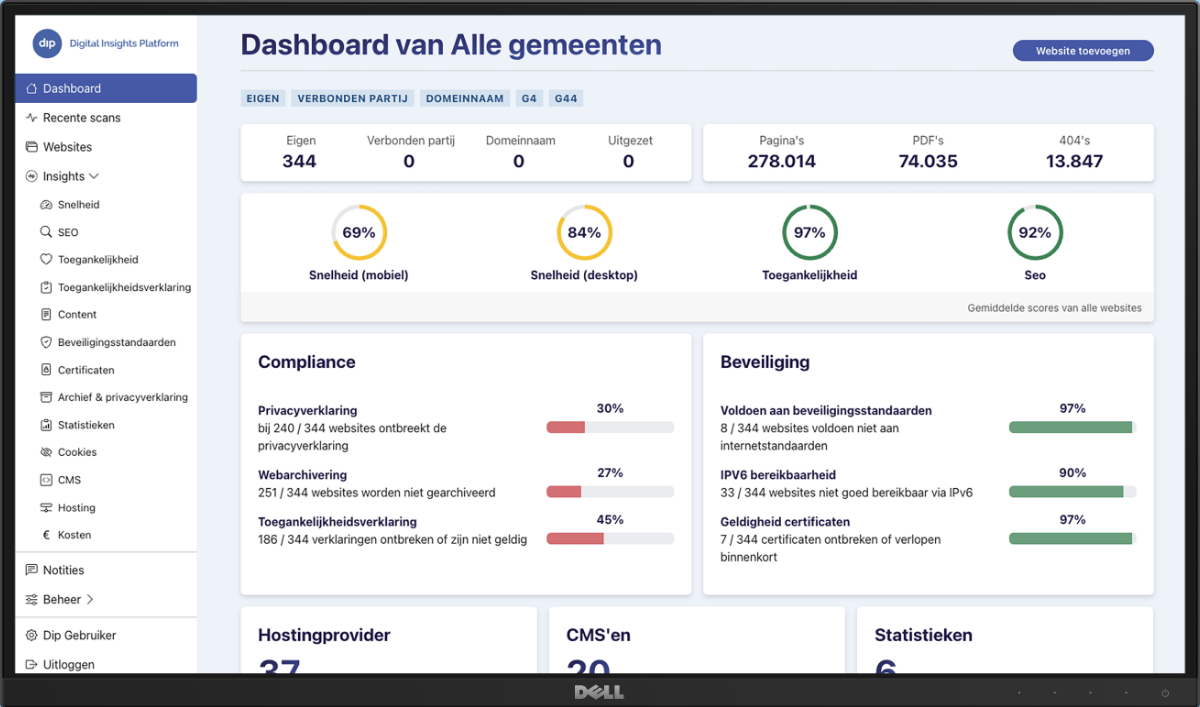 dip Digital Insights Platform
Dashboard
Recente scans
Websites
Insights
Snelheid
SEO
Toegankelijkheid
Toegankelijkheidsverklaring
Content
Beveiligingsstandaarden
Certificaten
Archief & privacyverklaring
Statistieken
Cookies
CMS
Hosting
Kosten
Notities
Beheer
Dip Gebruiker
Uitloggen
Dashboard van Alle gemeenten
Website toevoegen
EIGEN VERBONDEN PARTIJ DOMEINNAAM G4 G44
Eigen Verbonden partij Domeinnaam Uitgezet
344 0 0 0
Pagina's PDF's 404's
278.014 74.035 13.847
69% 84% 97% 92%
Snelheid (mobiel) Snelheid (desktop) Toegankelijkheid Seo
Gemiddelde scores van alle websites
Compliance
Privacyverklaring 30%
bij 240 / 344 websites ontbreekt de
privacyverklaring
Webarchivering 27%
251 / 344 websites worden niet gearchiveerd
Toegankelijkheidsverklaring 45%
186 / 344 verklaringen ontbreken of zijn niet geldig
Beveiliging
Voldoen aan beveiligingsstandaarden 97%
8 / 344 websites voldoen niet aan
internetstandaarden
IPV6 bereikbaarheid 90%
33 / 344 websites niet goed bereikbaar via IPv6
Geldigheid certificaten 97%
7 / 344 certificaten ontbreken of verlopen
binnenkort
Hostingprovider CMS'en Statistieken
37 20 6
DELL